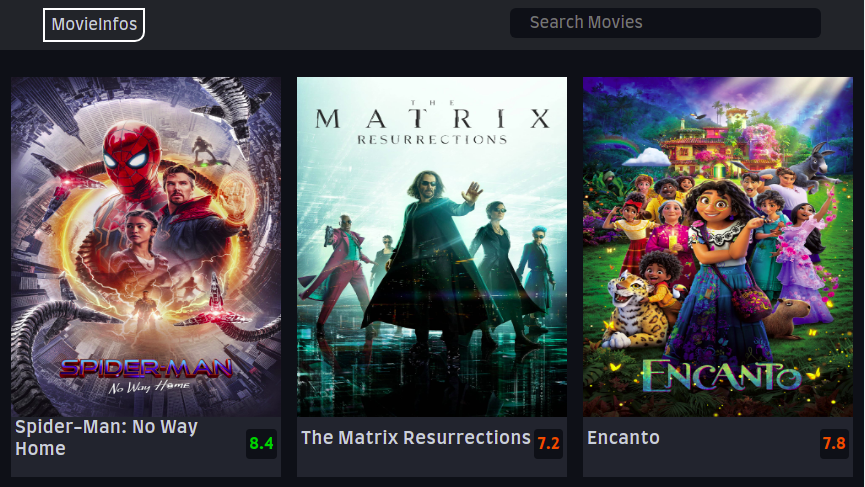 MovieInfos
Search Movies
THE
MATRIX
RESURRECTIONS
SPIDER-MAN
No Way Home
ENCANTO
Spider-Man: No Way
Home
8.4
The Matrix Resurrections
7.2
Encanto
7.8